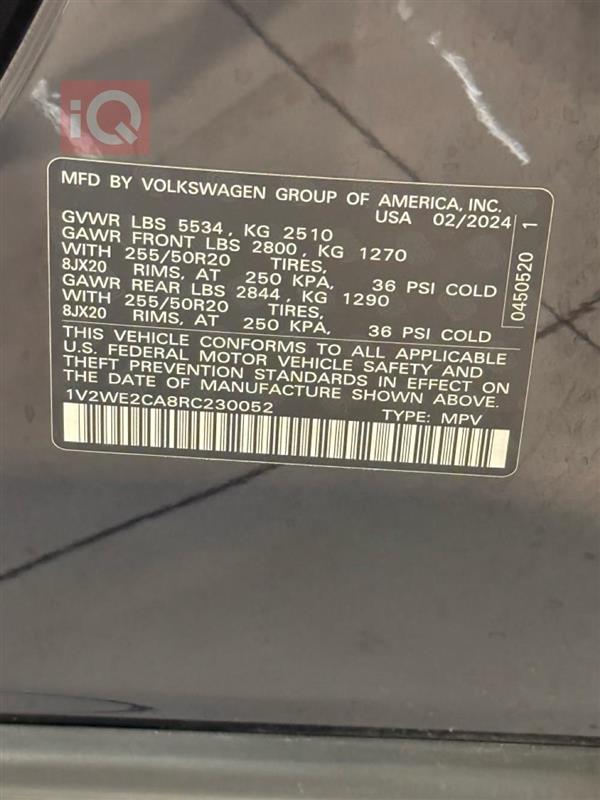 iQ
MFD BY VOLKSWAGEN GROUP OF AMERICA, INC.
USA 02/2024
GVWR LBS 5534, KG 2510
GAWR FRONT LBS 2800, KG 1270
WITH 255/50R20 TIRES,
8JX20 RIMS, AT 250 KPA, 36 PSI COLD
GAWR REAR LBS 2844, KG 1290
WITH 255/50R20 TIRES,
8JX20 RIMS, AT 250 KPA, 36 PSI COLD
THIS VEHICLE CONFORMS TO ALL APPLICABLE
U.S. FEDERAL MOTOR VEHICLE SAFETY AND
THEFT PREVENTION STANDARDS IN EFFECT ON
THE DATE OF MANUFACTURE SHOWN ABOVE.
1V2WE2CA8RC230052 TYPE: MPV
0450520 1